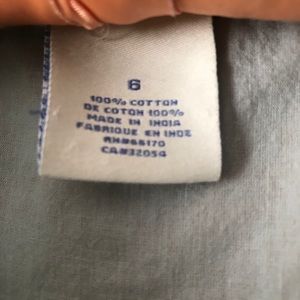 6
100% COTTON
DE COTON 100%
MADE IN INDIA
FABRIQUE EN INDE
RN#66170
CA#32054